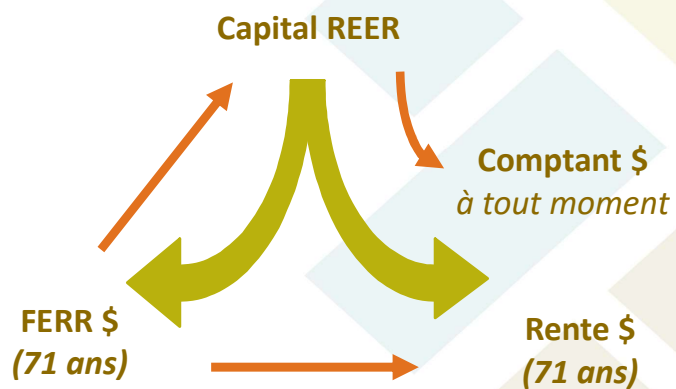 Capital REER
Comptant $
à tout moment
FERR $
(71 ans)
Rente $
(71 ans)